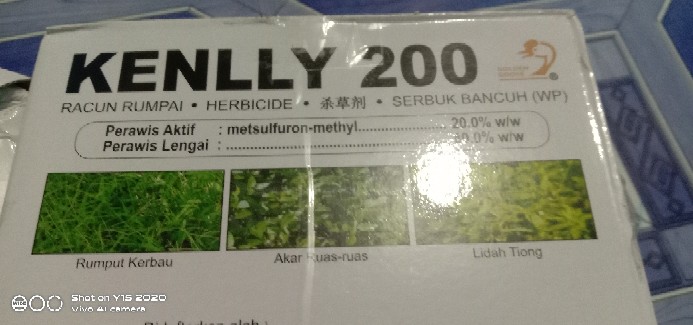 KENLLY 200
®
RACUN RUMPAI • HERBICIDE • 杀草剂 • SERBUK BANCUH (WP)
Perawis Aktif : metsulfuron-methyl.................... 20.0% w/w
Perawis Lengai : ............................................. w/w
Rumput Kerbau
Akar
Lidah Tiong
Shot on Y15 2020
Vivo AI camera